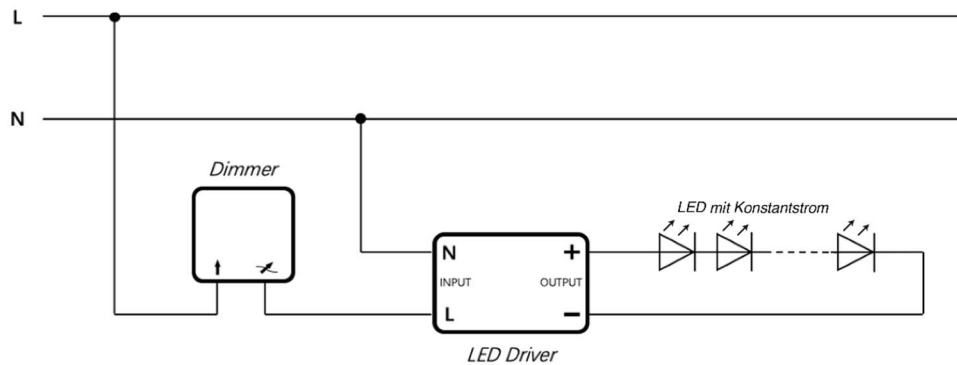 L
N
Dimmer
LED mit Konstantstrom
N
+
INPUT
OUTPUT
L
−
LED Driver